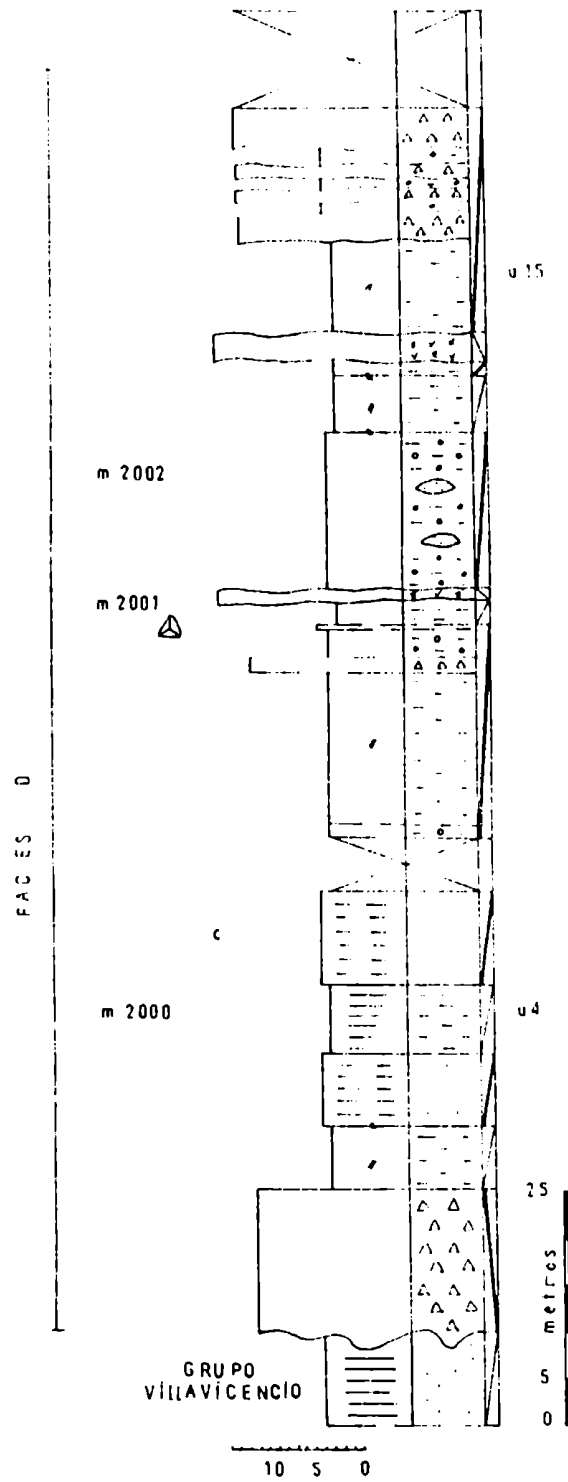 u 15
m 2002
m 2001
FACIES D
c
m 2000
u 4
25
metros
5
0
GRUPO
VILLAVICENCIO
10 5 0